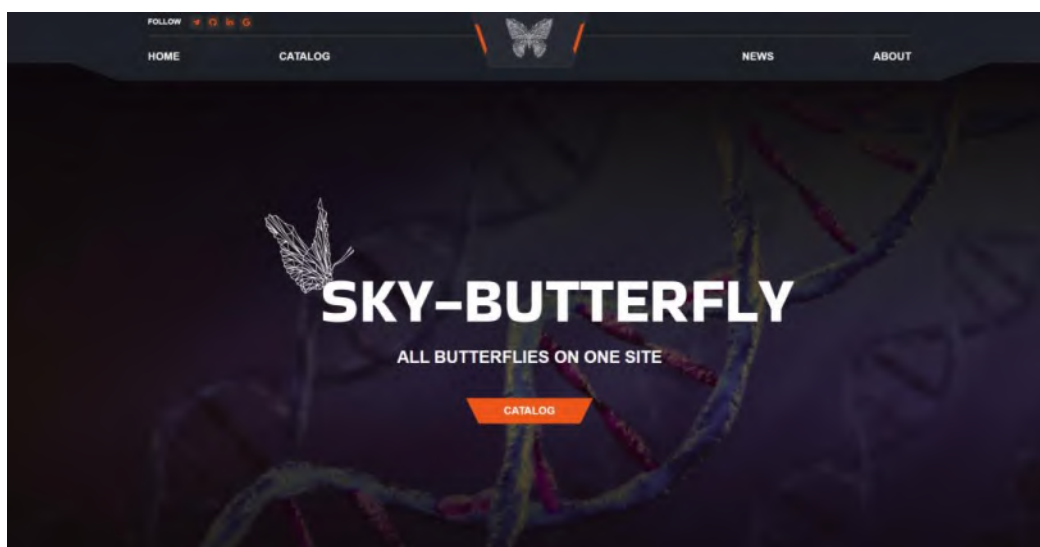 FOLLOW
HOME CATALOG NEWS ABOUT
SKY-BUTTERFLY
ALL BUTTERFLIES ON ONE SITE
CATALOG